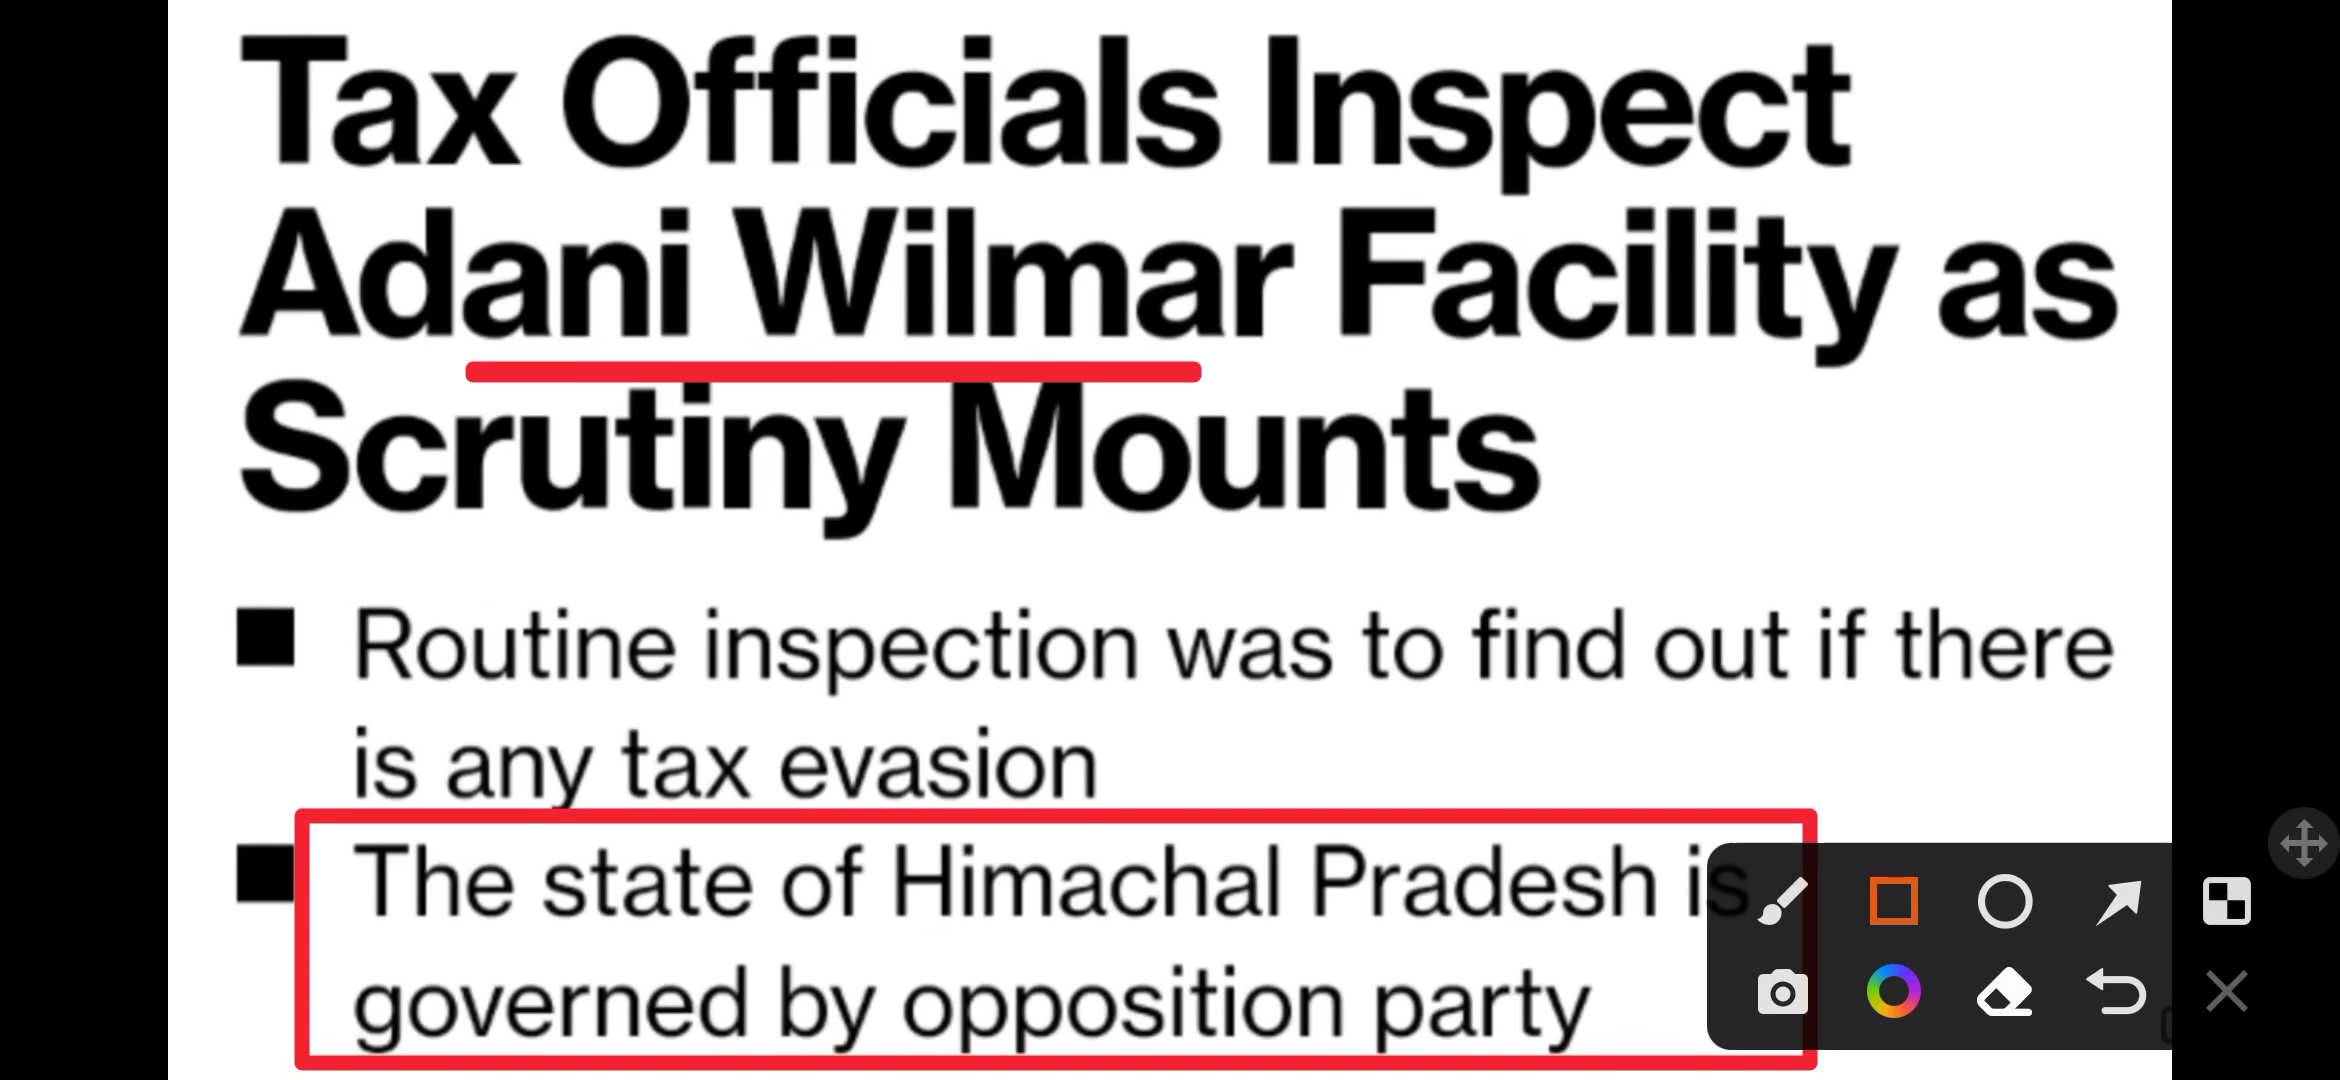 Tax Officials Inspect
Adani Wilmar Facility as
Scrutiny Mounts
■ Routine inspection was to find out if there
is any tax evasion
■ The state of Himachal Pradesh is
governed by opposition party